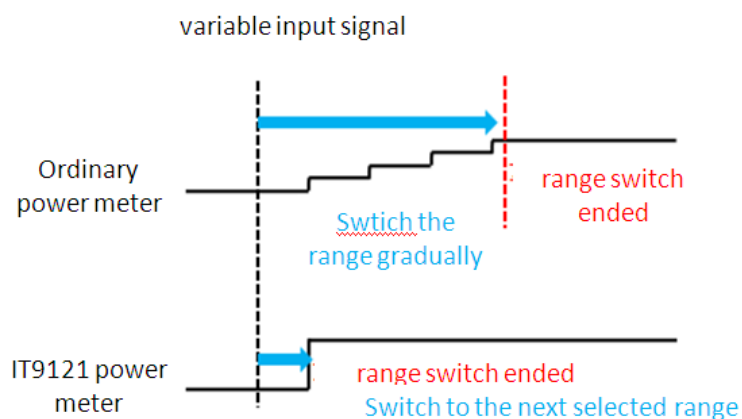 variable input signal
Ordinary
power meter
range switch
ended
Swtich the
range gradually
IT9121 power
meter
range switch ended
Switch to the next selected range